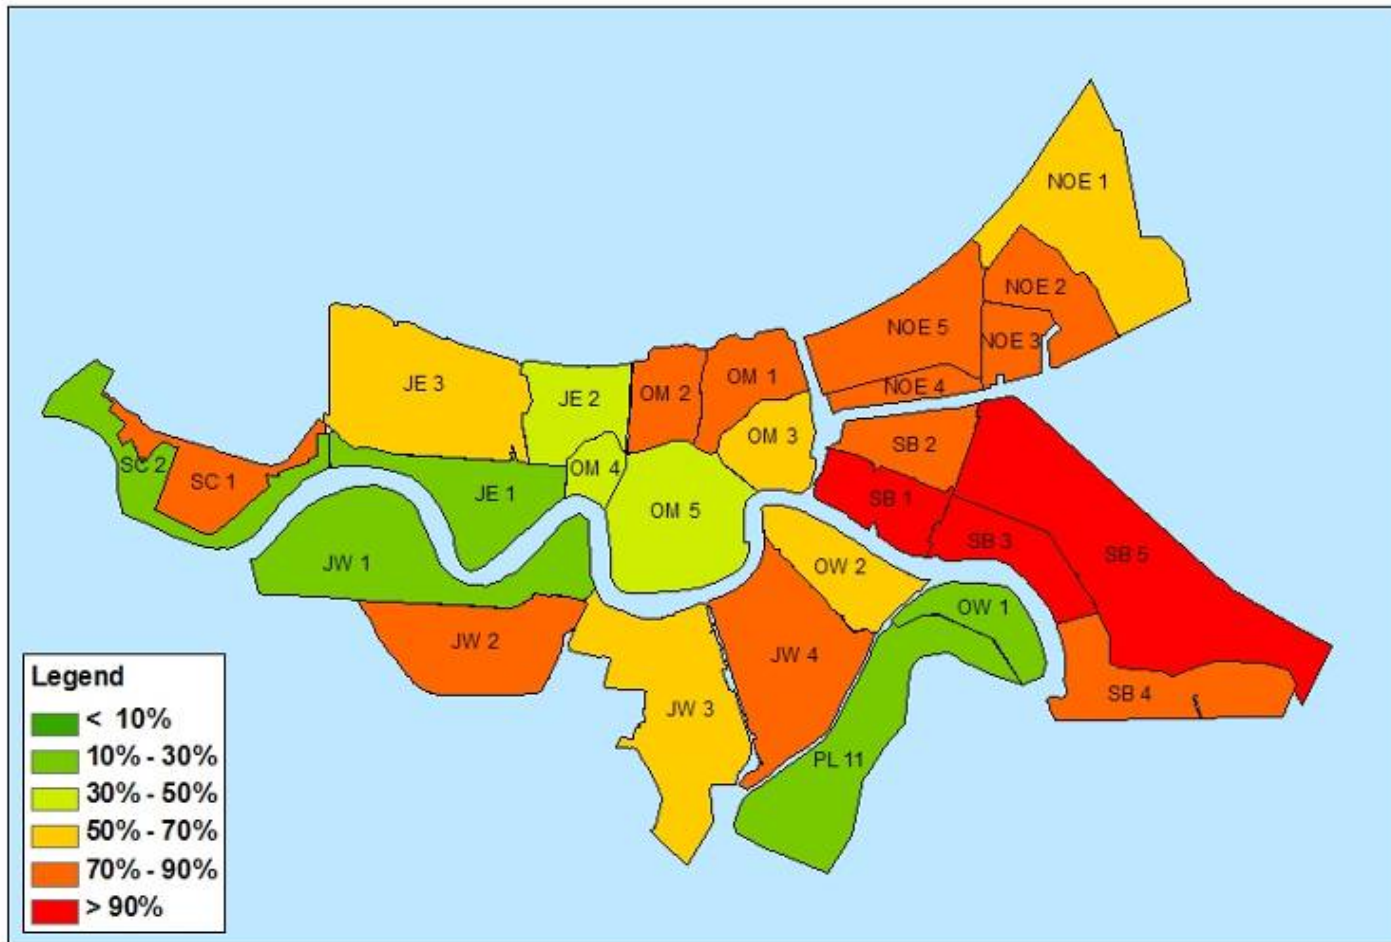 NOE 1
NOE 2
NOE 5
NOE 3
JE 3
OM 1
NOE 4
OM 2
JE 2
OM 3
SB 2
SC 2
OM 4
SC 1
JE 1
SB 1
OM 5
SB 3
SB 5
JW 1
OW 2
OW 1
JW 2
JW 4
SB 4
JW 3
PL 11
Legend
< 10%
10% - 30%
30% - 50%
50% - 70%
70% - 90%
> 90%